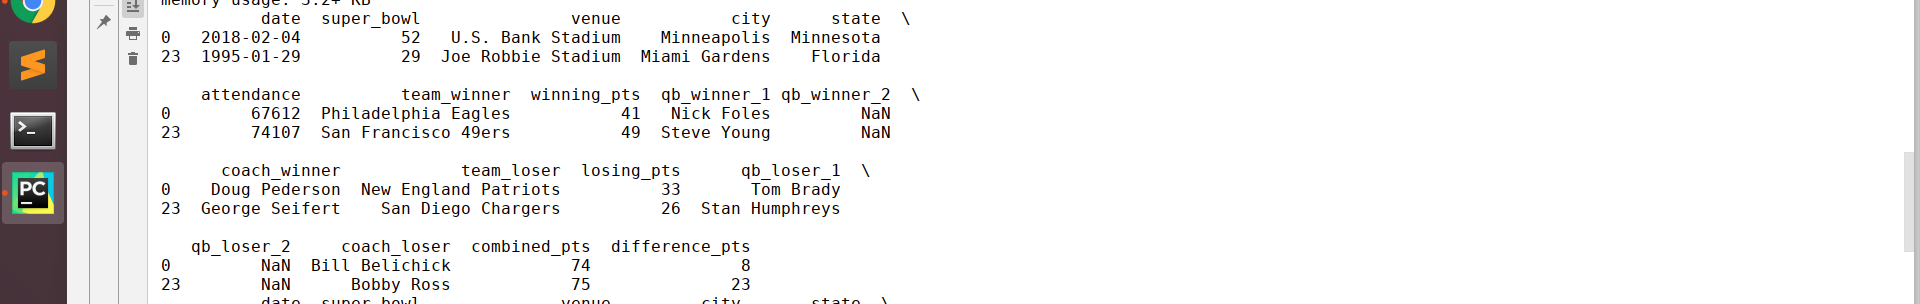 memory usage: 5.2+ KB
date super_bowl venue city state \
0 2018-02-04 52 U.S. Bank Stadium Minneapolis Minnesota
23 1995-01-29 29 Joe Robbie Stadium Miami Gardens Florida
attendance team_winner winning_pts qb_winner_1 qb_winner_2 \
0 67612 Philadelphia Eagles 41 Nick Foles NaN
23 74107 San Francisco 49ers 49 Steve Young NaN
coach_winner team_loser losing_pts qb_loser_1 \
0 Doug Pederson New England Patriots 33 Tom Brady
23 George Seifert San Diego Chargers 26 Stan Humphreys
qb_loser_2 coach_loser combined_pts difference_pts
0 NaN Bill Belichick 74 8
23 NaN Bobby Ross 75 23
date super_bowl venue city state \
PC